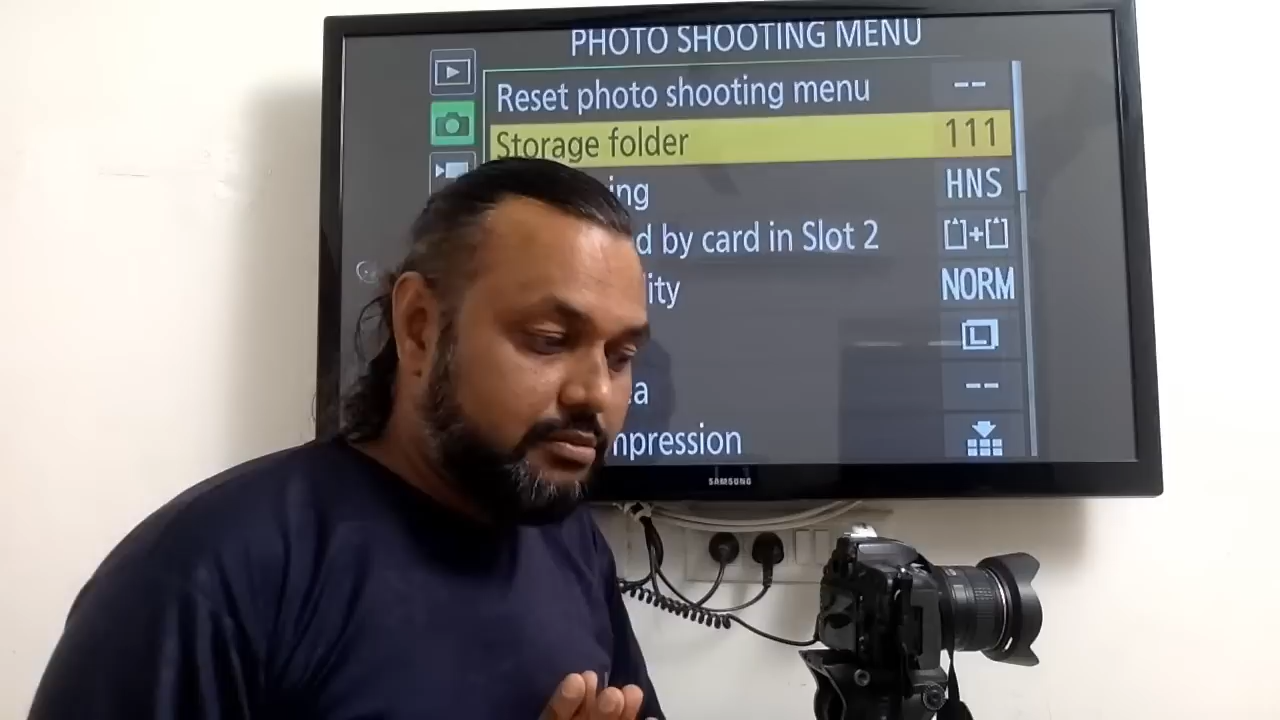 PHOTO SHOOTING MENU
Reset photo shooting menu --
Storage folder 111
ing HNS
d by card in Slot 2
lity NORM
L
a --
mpression
SAMSUNG